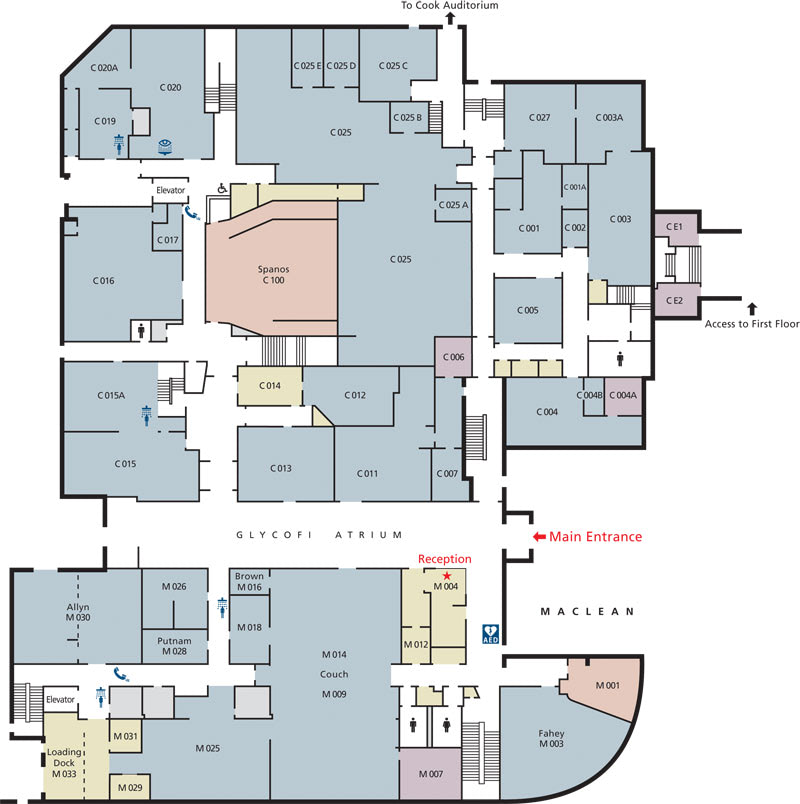 To Cook Auditorium
C 020A
C 020
C 025 E
C 025 D
C 025 C
C 019
C 025 B
C 025
C 027
C 003A
Elevator
C 017
C 025 A
C 001A
C 001
C 002
C 003
C E1
C 016
Spanos
C 100
C 025
C 005
C E2
Access to First Floor
C 006
C 015A
C 014
C 012
C 004
C 004B
C 004A
C 015
C 013
C 011
C 007
GLYCOFI ATRIUM
Main Entrance
Reception
M 004
Allyn
M 030
M 026
Brown
M 016
MACLEAN
Putnam
M 028
M 018
M 014
M 012
AED
Couch
M 009
Elevator
M 001
Loading
Dock
M 033
M 031
M 025
Fahey
M 003
M 029
M 007